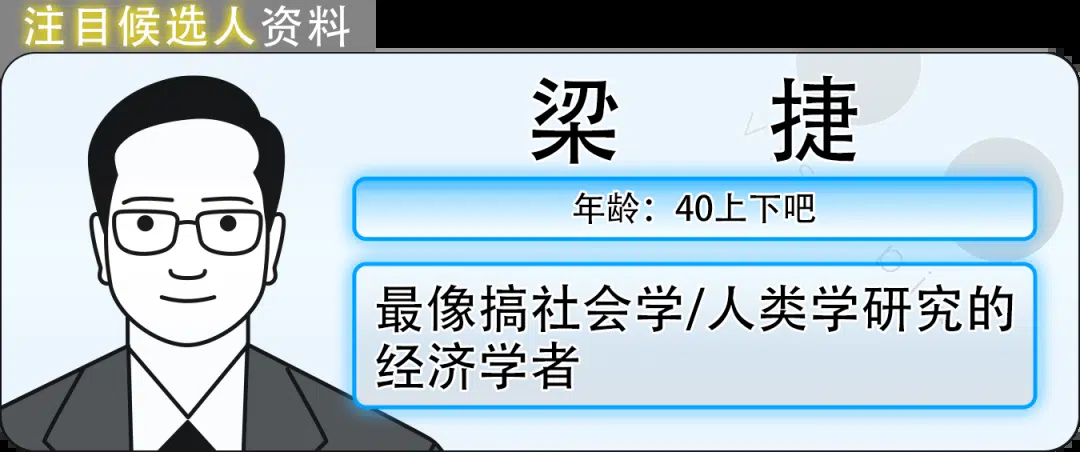 注目候选人资料
梁 捷
年龄：40上下吧
最像搞社会学/人类学研究的
经济学者